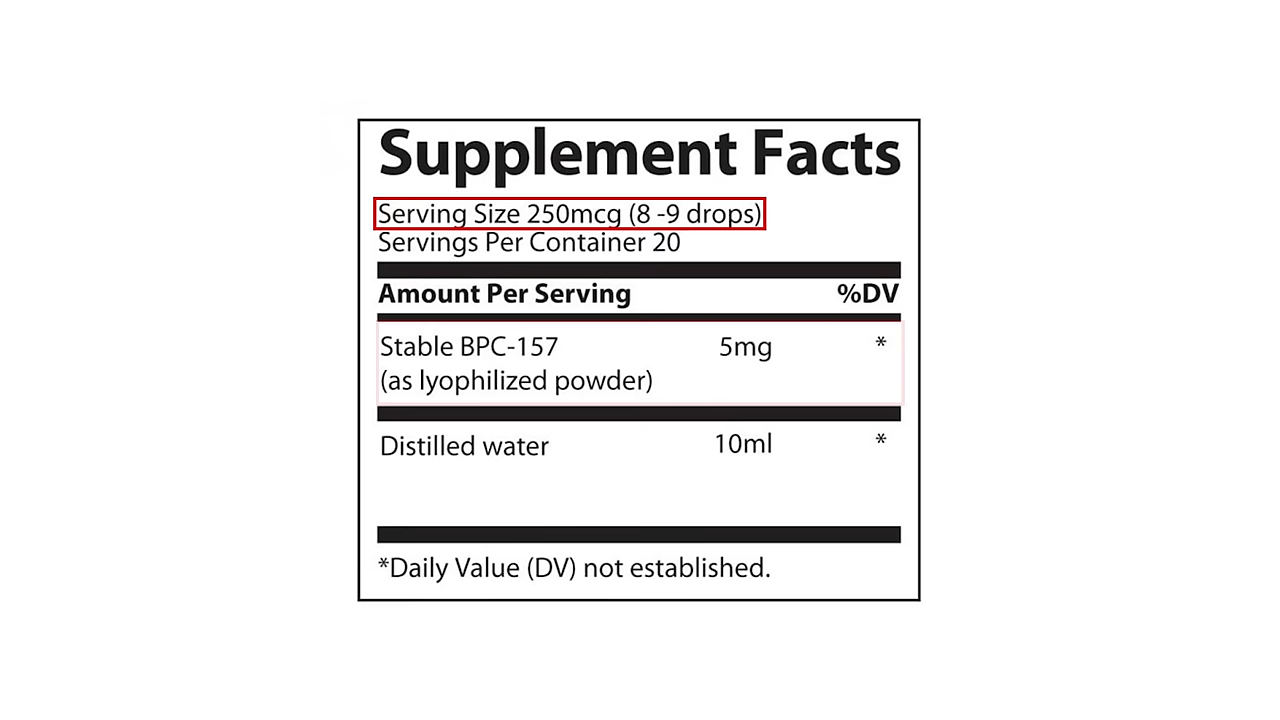 Supplement Facts
Serving Size 250mcg (8 -9 drops)
Servings Per Container 20
Amount Per Serving %DV
Stable BPC-157 5mg *
(as lyophilized powder)
Distilled water 10ml *
*Daily Value (DV) not established.